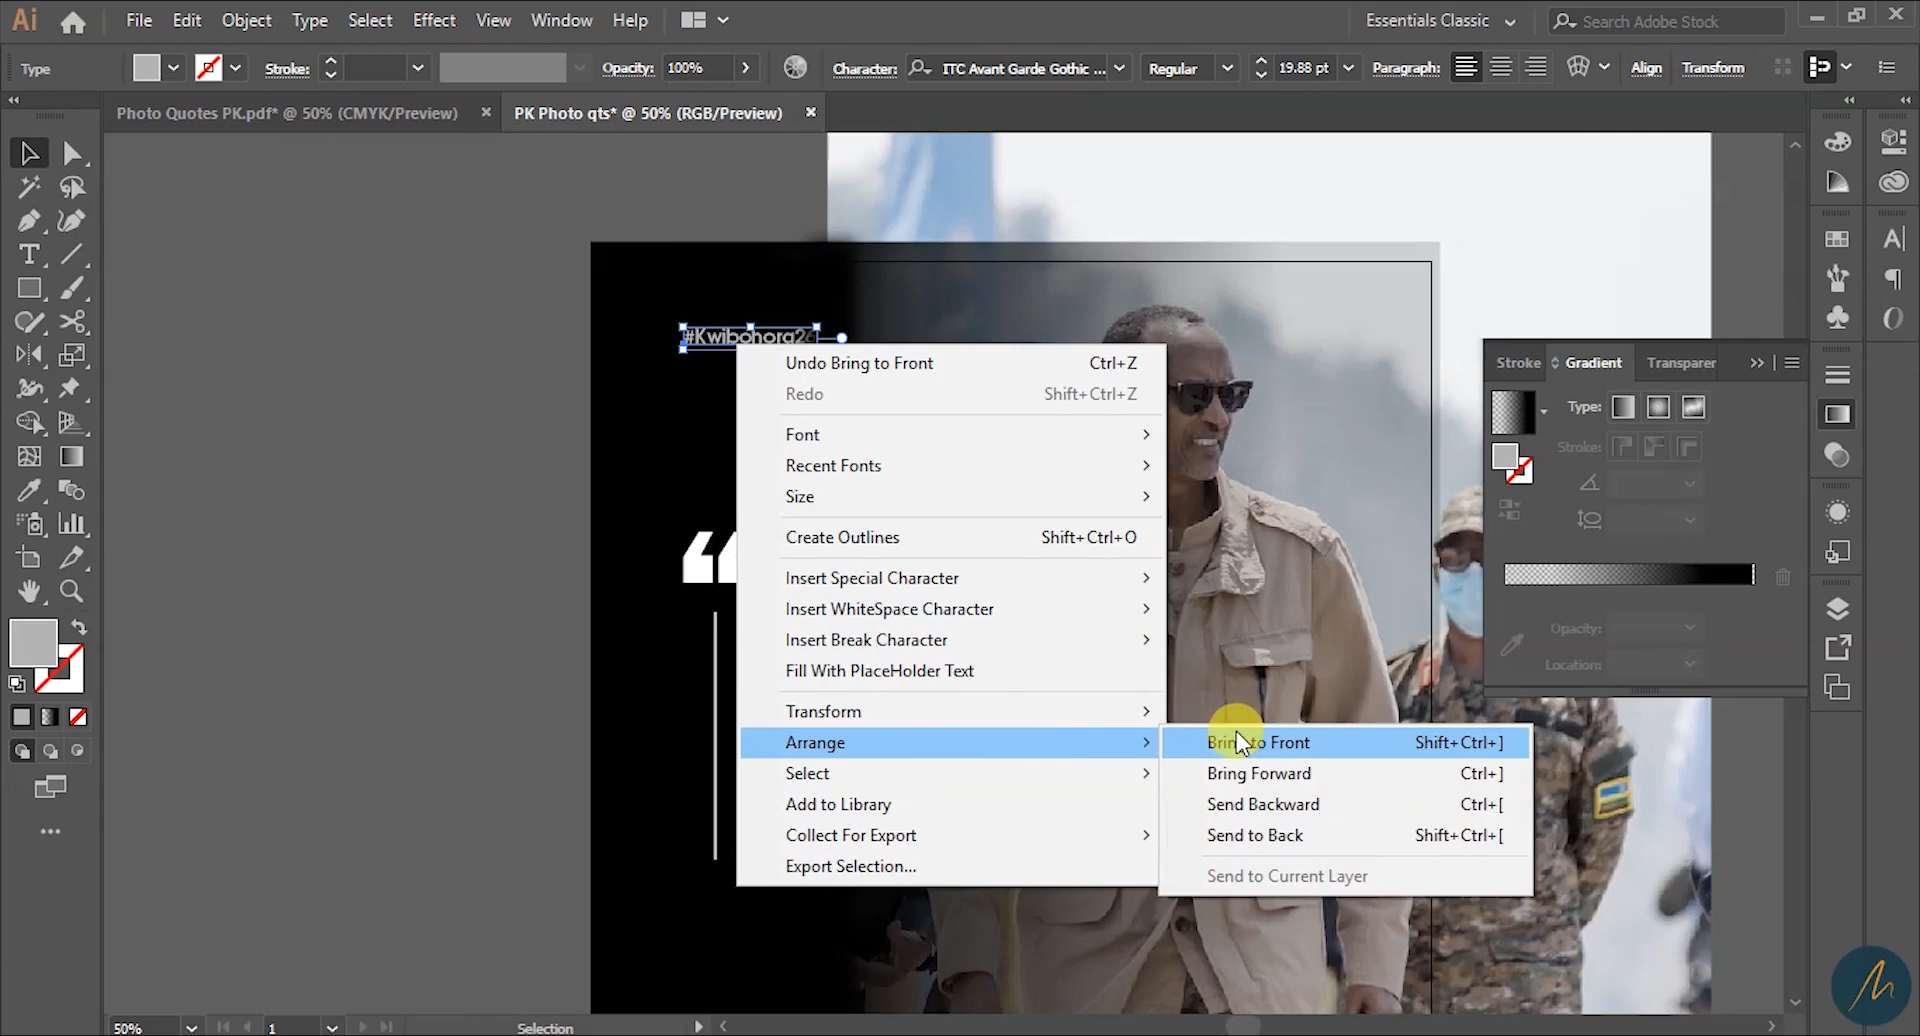 Ai File Edit Object Type Select Effect View Window Help Essentials Classic Search Adobe Stock
Type Stroke: Opacity: 100% Character: ITC Avant Garde Gothic ... Regular 19.88 pt Paragraph: Align Transform
Photo Quotes PK.pdf* @ 50% (CMYK/Preview) × PK Photo qts* @ 50% (RGB/Preview) ×
#Kwibohora26
“
Undo Bring to Front Ctrl+Z
Redo Shift+Ctrl+Z
Font
Recent Fonts
Size
Create Outlines Shift+Ctrl+O
Insert Special Character
Insert WhiteSpace Character
Insert Break Character
Fill With PlaceHolder Text
Transform
Arrange
Select
Add to Library
Collect For Export
Export Selection...
Bring to Front Shift+Ctrl+]
Bring Forward Ctrl+]
Send Backward Ctrl+[
Send to Back Shift+Ctrl+[
Send to Current Layer
Stroke Gradient Transparer
Type:
Stroke:
Opacity:
Location:
50% 1 Selection